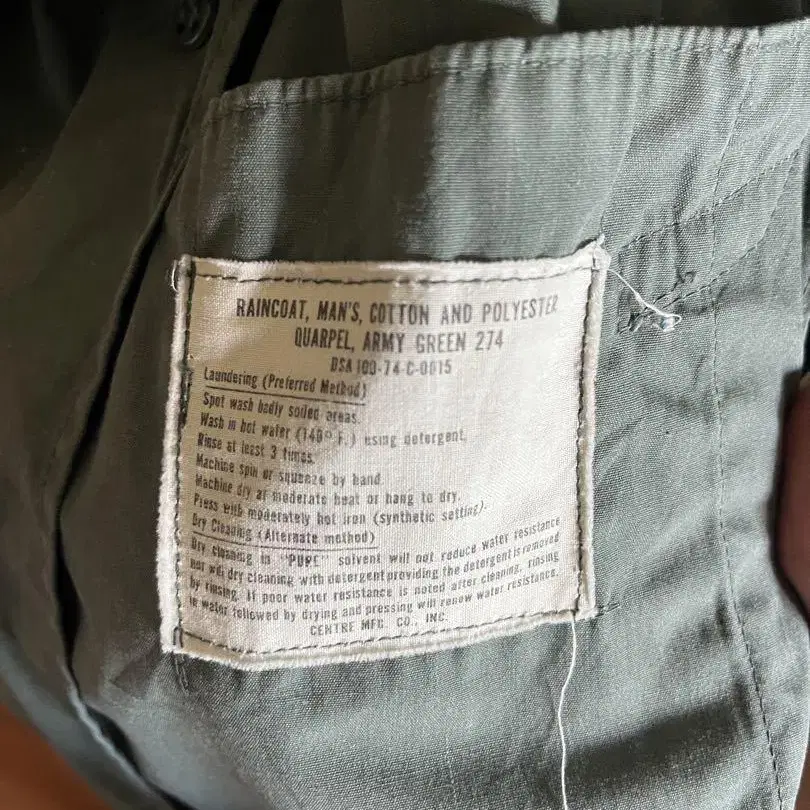 RAINCOAT, MAN'S, COTTON AND POLYESTER
QUARPEL, ARMY GREEN 274
DSA 100-74-C-0615
Laundering (Preferred Method)
Spot wash badly soiled areas.
Wash in hot water (140° F.) using detergent.
Rinse at least 3 times.
Machine spin or squeeze by hand
Machine dry at moderate heat or hang to dry.
Press with moderately hot iron (synthetic setting).
Dry Cleaning (Alternate method)
Dry cleaning in "PURE" solvent will not reduce water resistance
nor will dry cleaning with detergent providing the detergent is removed
by rinsing. If poor water resistance is noted after cleaning, rinsing
in water followed by drying and pressing will renew water resistance.
CENTRE MFG. CO., INC.